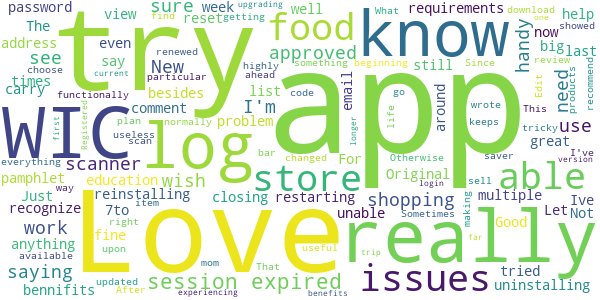 password
The
address
see
times
carry
functionally
useless
scan
everything
pamphlet
Just
way
recognize
work
item
anything
available
saying
bennifits
view
even
say
New
besides
scanner
education
reinstalling
7to
right
fine
updated
After
mom
try
sure
week
reset
well
approved
comment
I'm
problem
wish
log
store
closing
restarting
session expired
That
experiencing
Love
WIC
first
Registered
upon
plan
normally
bar
changed
For
code
list
email
food
getting
Since
something
beginning
still
around
life
longer
go
wrote
keeps
Original
Otherwise
login
saver
shopping
multiple
unable
Sometimes
making
Good
useful
trip
benefits
far
issues
tried
uninstalling
really
app
know
requirements
help
now
handy
big
last
need
products
recommend
review
showed
ahead
highly
renewed
upgrading
find
current
choose
particular
What
download
one
Edit
This
tricky
use
great
I've
version
able
sell
Ive
Let
Not